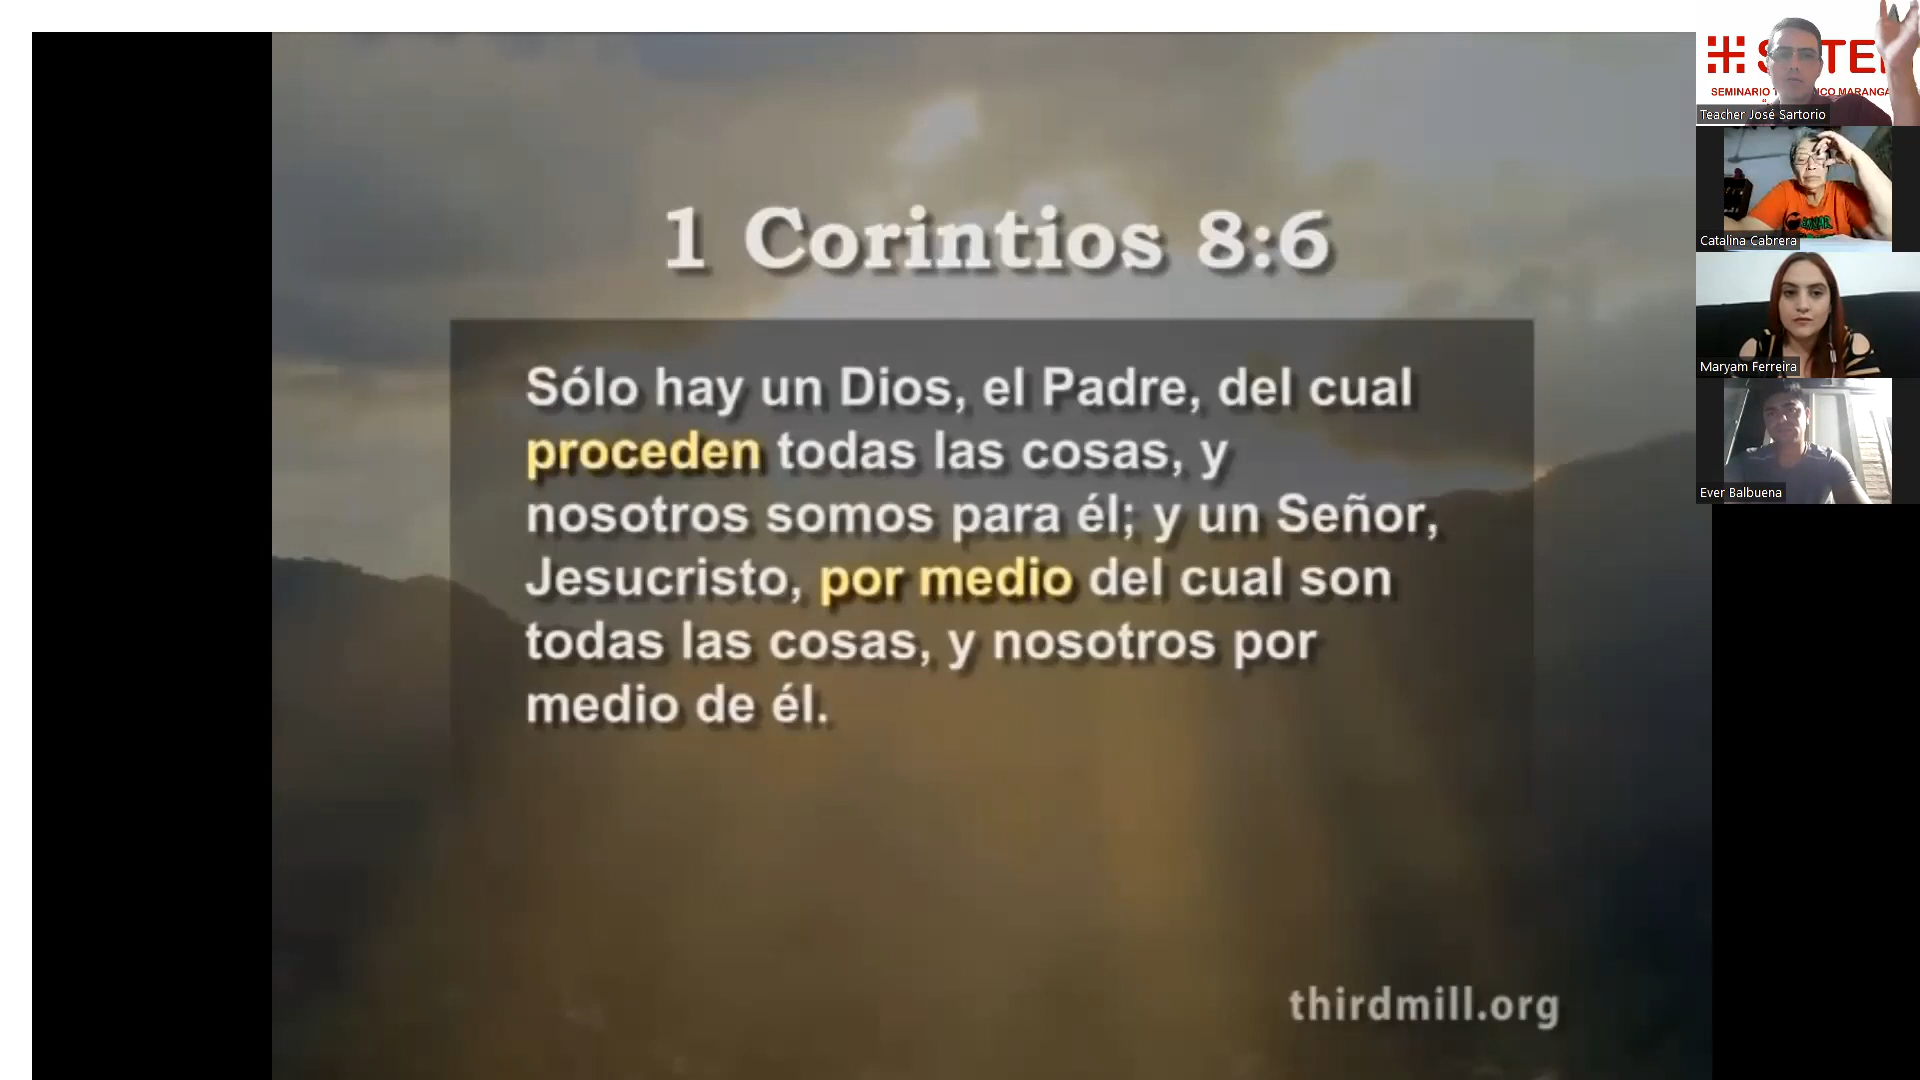 1 Corintios 8:6
Sólo hay un Dios, el Padre, del cual
proceden todas las cosas, y
nosotros somos para él; y un Señor,
Jesucristo, por medio del cual son
todas las cosas, y nosotros por
medio de él.
thirdmill.org
SEMINARIO
Teacher José Sartorio
Catalina Cabrera
Maryam Ferreira
Ever Balbuena